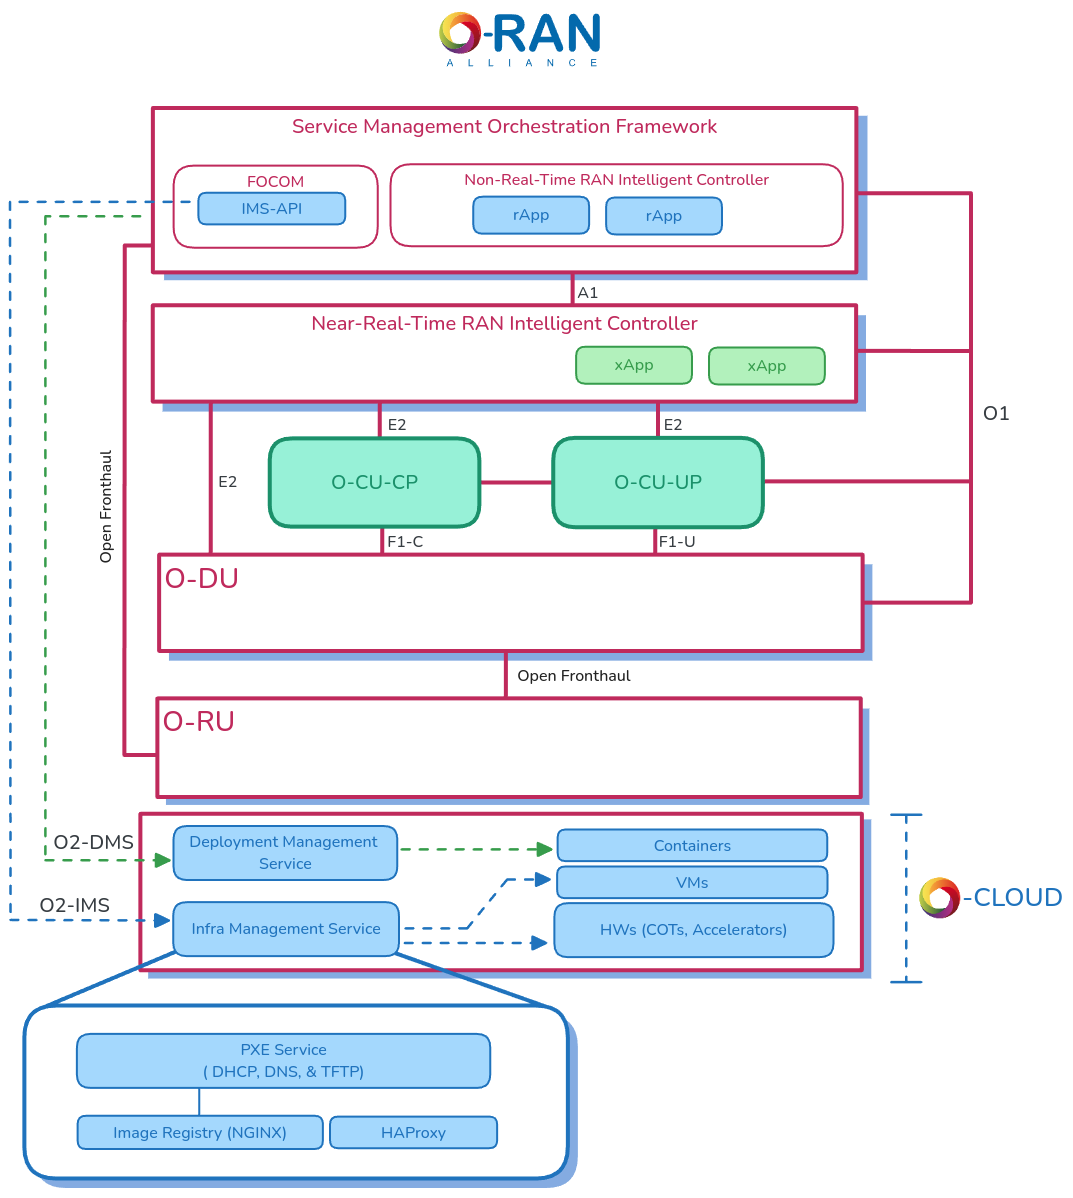 O-RAN
ALLIANCE
Service Management Orchestration Framework
FOCOM
IMS-API
Non-Real-Time RAN Intelligent Controller
rApp
rApp
A1
Near-Real-Time RAN Intelligent Controller
xApp
xApp
O1
E2
E2
E2
O-CU-CP
O-CU-UP
Open Fronthaul
F1-C
F1-U
O-DU
Open Fronthaul
O-RU
O2-DMS
Deployment Management
Service
Containers
VMs
O2-IMS
Infra Management Service
HWs (COTs, Accelerators)
O-CLOUD
PXE Service
( DHCP, DNS, & TFTP)
Image Registry (NGINX)
HAProxy